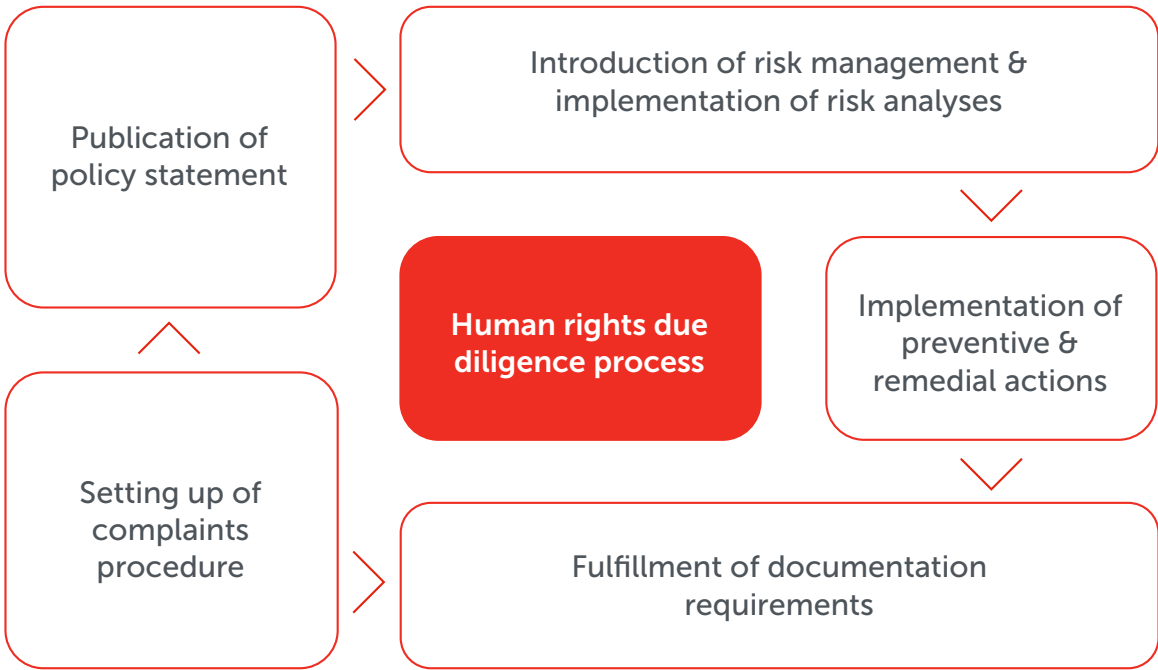 Publication of
policy statement
Introduction of risk management &
implementation of risk analyses
Human rights due
diligence process
Implementation of
preventive &
remedial actions
Setting up of
complaints
procedure
Fulfillment of documentation
requirements